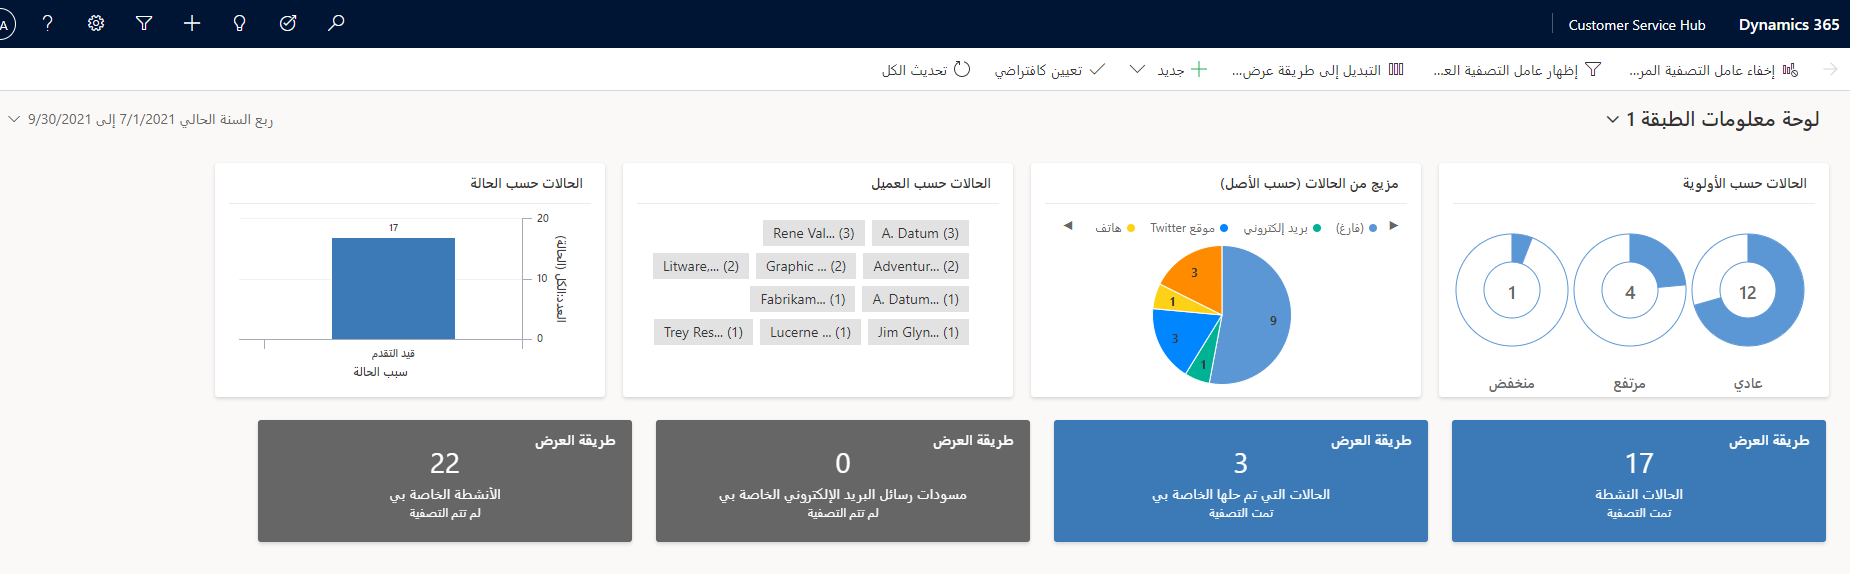 Dynamics 365
Customer Service Hub
A
إخفاء عامل التصفية المر...
إظهار عامل التصفية العـ...
التبديل إلى طريقة عرض...
جديد
تعيين كافتراضي
تحديث الكل
لوحة معلومات الطبقة 1
ربع السنة الحالي 7/1/2021 إلى 9/30/2021
الحالات حسب الأولوية
12
4
1
عادي
مرتفع
منخفض
مزيج من الحالات (حسب الأصل)
(فارغ)
بريد إلكتروني
موقع Twitter
هاتف
9
1
3
1
3
الحالات حسب العميل
A. Datum (3)
Rene Val... (3)
Adventur... (2)
Graphic ... (2)
Litware,... (2)
A. Datum... (1)
Fabrikam... (1)
Jim Glyn... (1)
Lucerne ... (1)
Trey Res... (1)
الحالات حسب الحالة
20
10
0
العدد:الكل (الحالة)
17
قيد التقدم
سبب الحالة
طريقة العرض
17
الحالات النشطة
تمت التصفية
طريقة العرض
3
الحالات التي تم حلها الخاصة بي
تمت التصفية
طريقة العرض
0
مسودات رسائل البريد الإلكتروني الخاصة بي
لم تتم التصفية
طريقة العرض
22
الأنشطة الخاصة بي
لم تتم التصفية